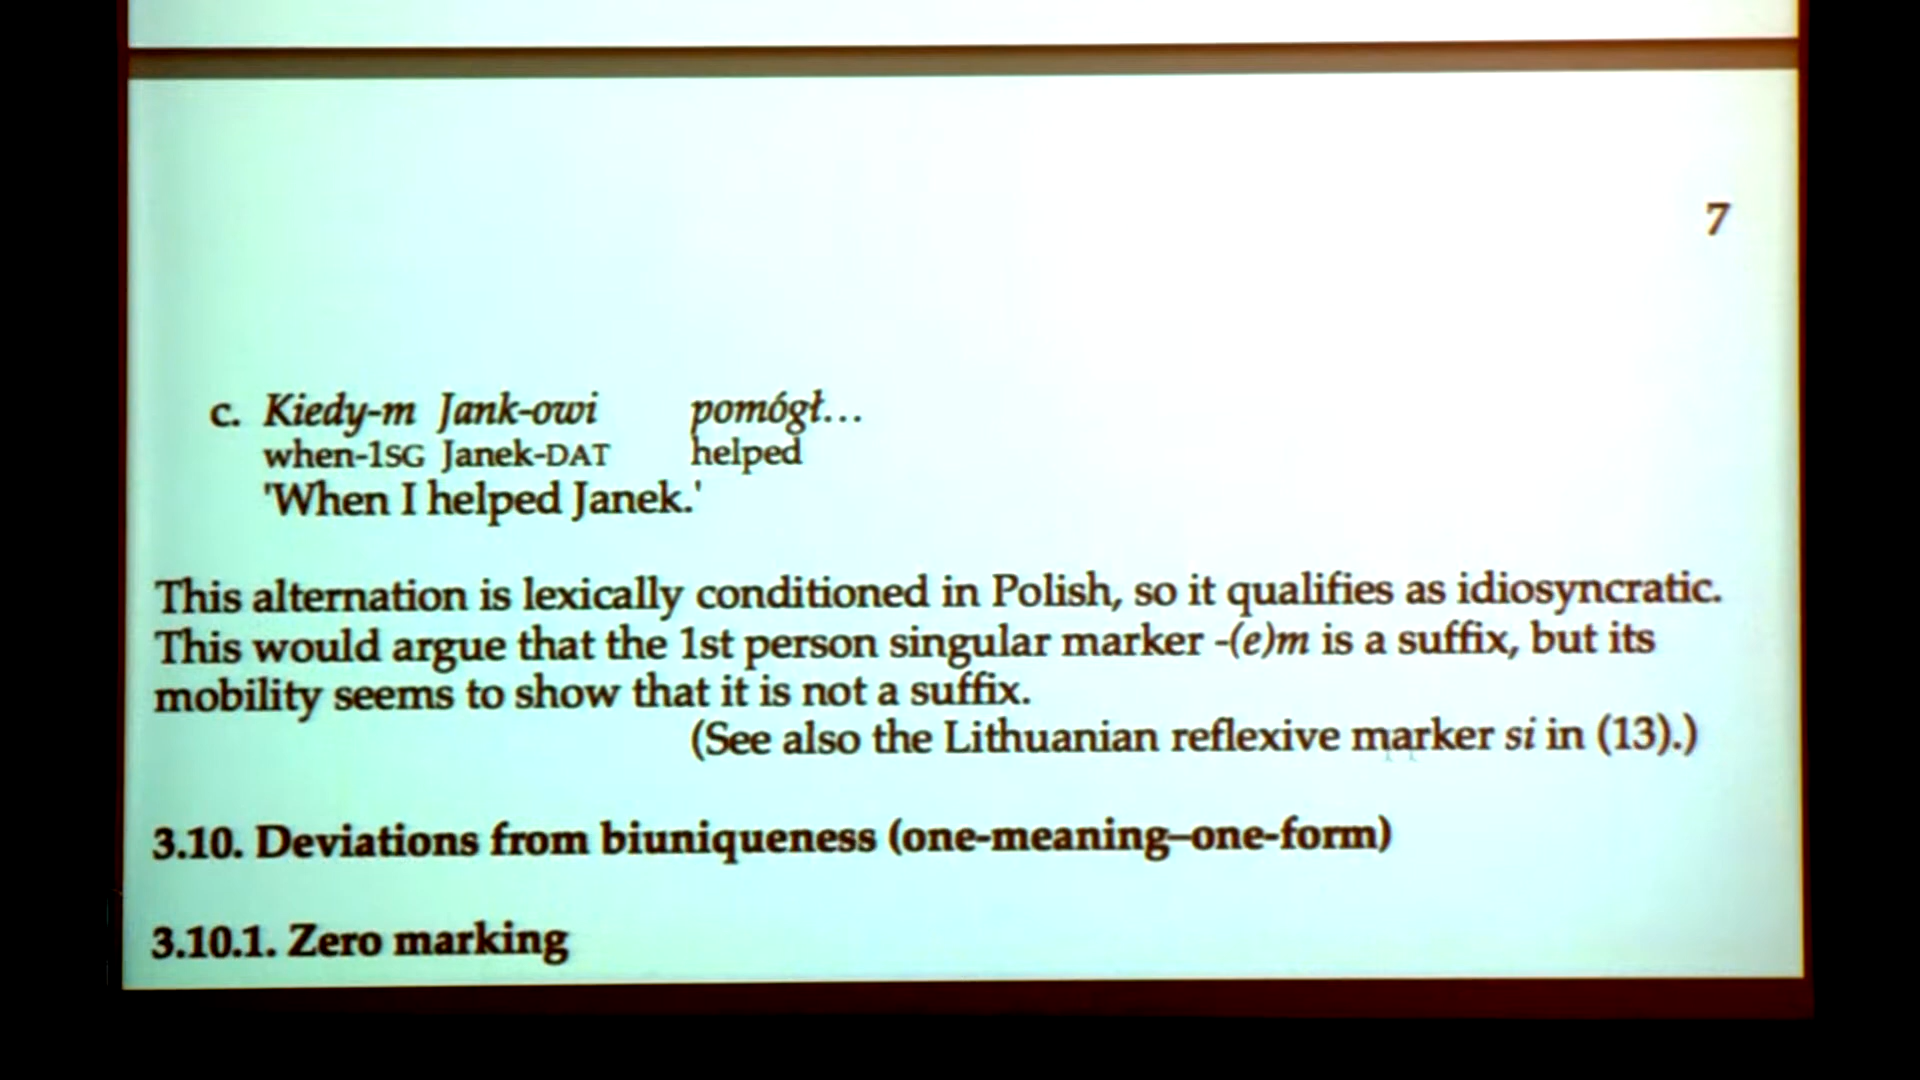 7
c. Kiedy-m Jank-owi pomógł...
when-1SG Janek-DAT helped
'When I helped Janek.'
This alternation is lexically conditioned in Polish, so it qualifies as idiosyncratic.
This would argue that the 1st person singular marker -(e)m is a suffix, but its
mobility seems to show that it is not a suffix.
(See also the Lithuanian reflexive marker si in (13).)
3.10. Deviations from biuniqueness (one-meaning–one-form)
3.10.1. Zero marking